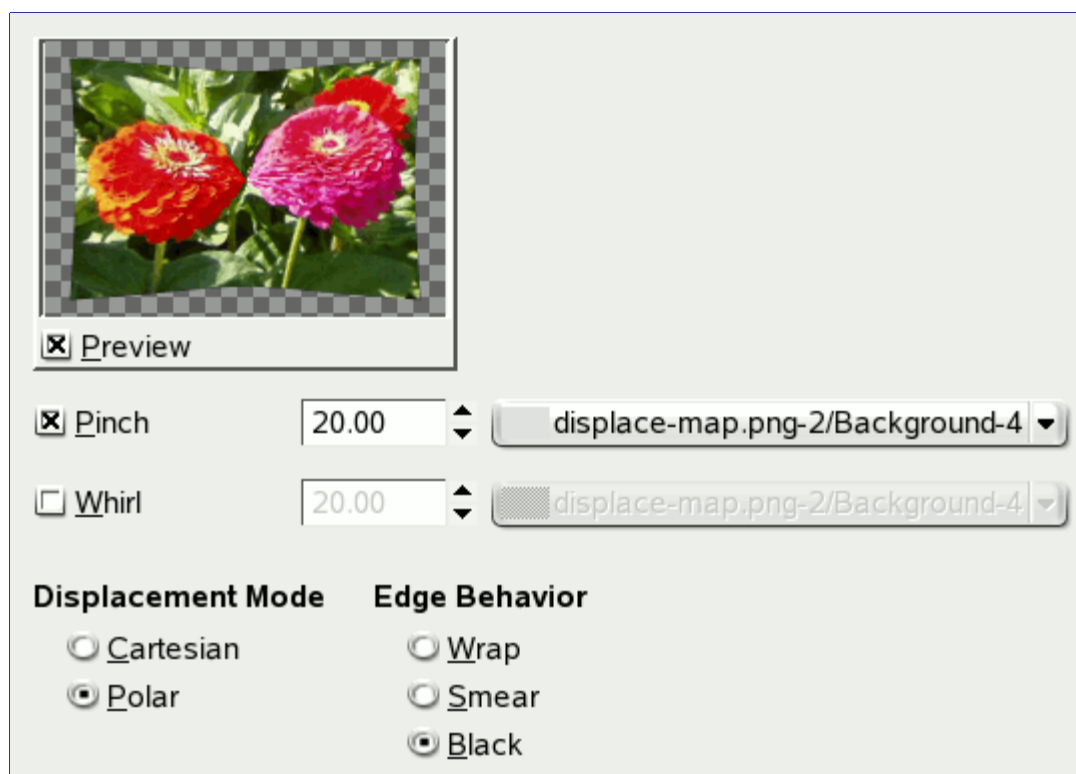 Preview
Pinch 20.00 displace-map.png-2/Background-4
Whirl 20.00 displace-map.png-2/Background-4
Displacement Mode Edge Behavior
Cartesian Wrap
Polar Smear
Black